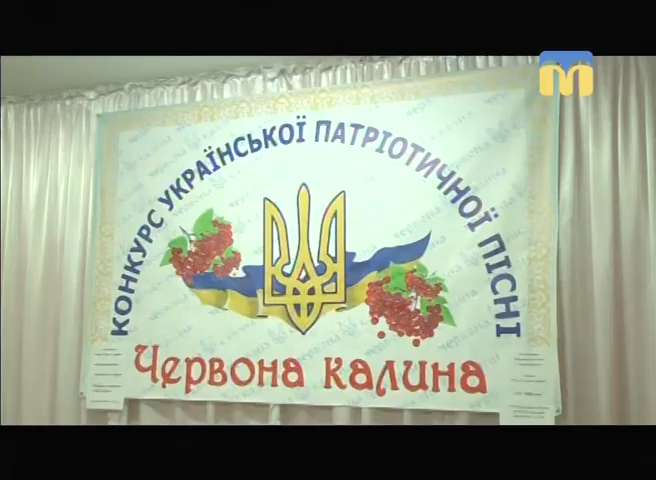 КОНКУРС УКРАЇНСЬКОЇ ПАТРІОТИЧНОЇ ПІСНІ
Червона калина